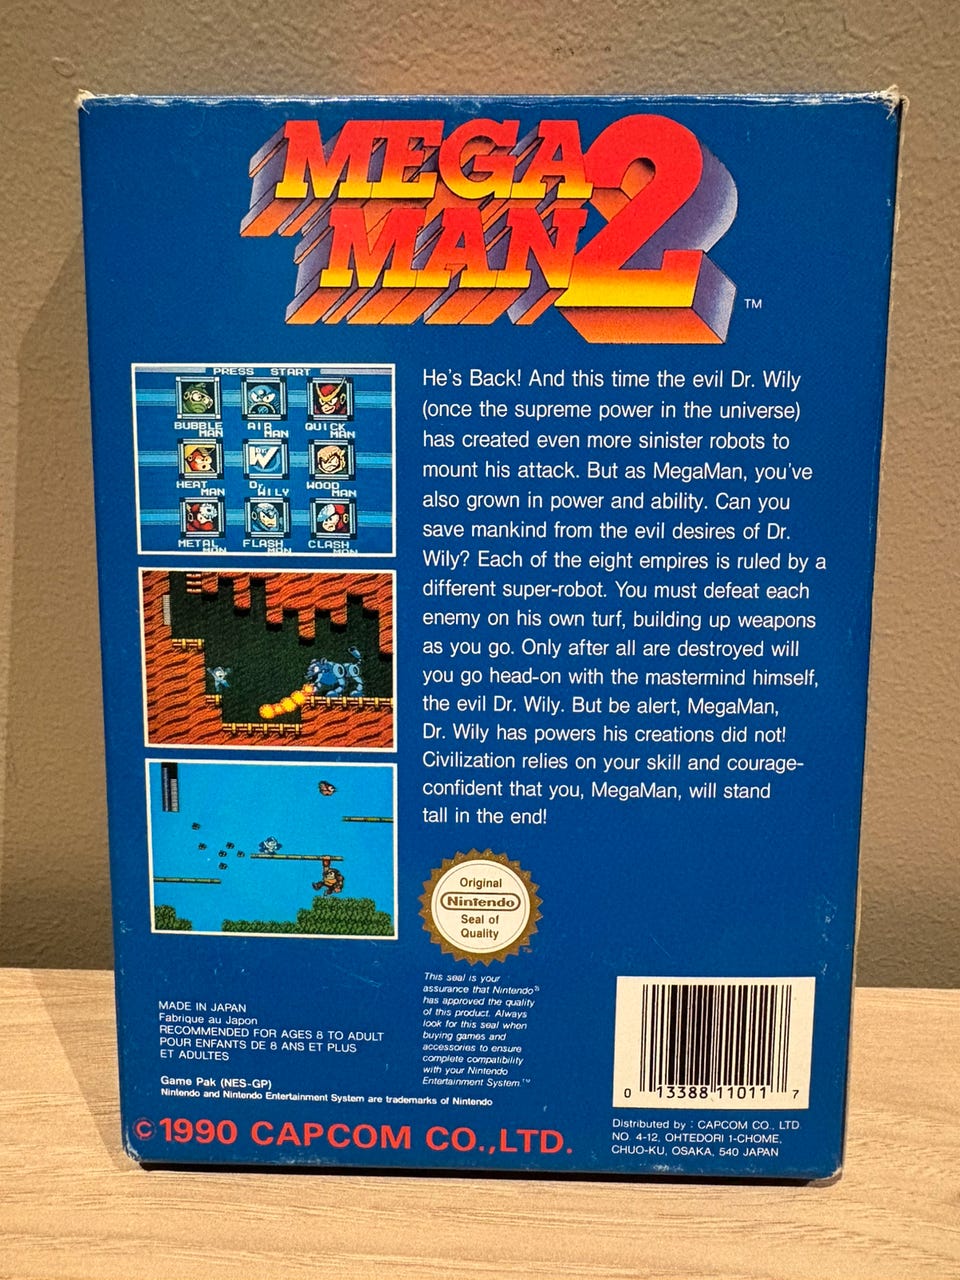 MEGA
MAN 2
TM
PRESS START
BUBBLE MAN AIR MAN QUICK MAN
HEAT MAN Dr. WILY WOOD MAN
METAL MAN FLASH MAN CLASH MAN
He's Back! And this time the evil Dr. Wily
(once the supreme power in the universe)
has created even more sinister robots to
mount his attack. But as MegaMan, you've
also grown in power and ability. Can you
save mankind from the evil desires of Dr.
Wily? Each of the eight empires is ruled by a
different super-robot. You must defeat each
enemy on his own turf, building up weapons
as you go. Only after all are destroyed will
you go head-on with the mastermind himself,
the evil Dr. Wily. But be alert, MegaMan,
Dr. Wily has powers his creations did not!
Civilization relies on your skill and courage-
confident that you, MegaMan, will stand
tall in the end!
Original
Nintendo
Seal of
Quality
This seal is your
assurance that Nintendo®
has approved the quality
of this product. Always
look for this seal when
buying games and
accessories to ensure
complete compatibility
with your Nintendo
Entertainment System.™
MADE IN JAPAN
Fabrique au Japon
RECOMMENDED FOR AGES 8 TO ADULT
POUR ENFANTS DE 8 ANS ET PLUS
ET ADULTES
Game Pak (NES-GP)
Nintendo and Nintendo Entertainment System are trademarks of Nintendo
©1990 CAPCOM CO.,LTD.
0 13388 11011 7
Distributed by : CAPCOM CO., LTD.
NO. 4-12, OHTEDORI 1-CHOME,
CHUO-KU, OSAKA, 540 JAPAN